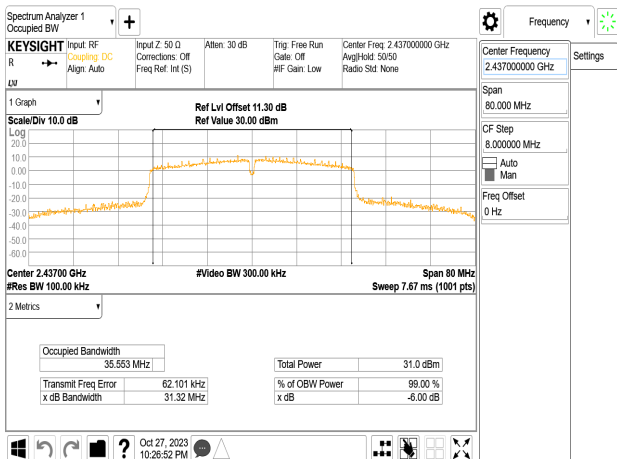 Spectrum Analyzer 1
Occupied BW
Frequency
KEYSIGHT
R
LXI
Input: RF
Coupling: DC
Align: Auto
Input Z: 50 Ω
Corrections: Off
Freq Ref: Int (S)
Atten: 30 dB
Trig: Free Run
Gate: Off
#IF Gain: Low
Center Freq: 2.437000000 GHz
Avg|Hold: 50/50
Radio Std: None
Center Frequency
2.437000000 GHz
Settings
Span
80.000 MHz
CF Step
8.000000 MHz
Auto
Man
Freq Offset
0 Hz
1 Graph
Scale/Div 10.0 dB
Ref Lvl Offset 11.30 dB
Ref Value 30.00 dBm
Log
20.0
10.0
0.00
-10.0
-20.0
-30.0
-40.0
-50.0
-60.0
Center 2.43700 GHz
#Video BW 300.00 kHz
Span 80 MHz
#Res BW 100.00 kHz
Sweep 7.67 ms (1001 pts)
2 Metrics
Occupied Bandwidth
35.553 MHz
Total Power 31.0 dBm
Transmit Freq Error 62.101 kHz
% of OBW Power 99.00 %
x dB Bandwidth 31.32 MHz
x dB -6.00 dB
?
Oct 27, 2023
10:26:52 PM